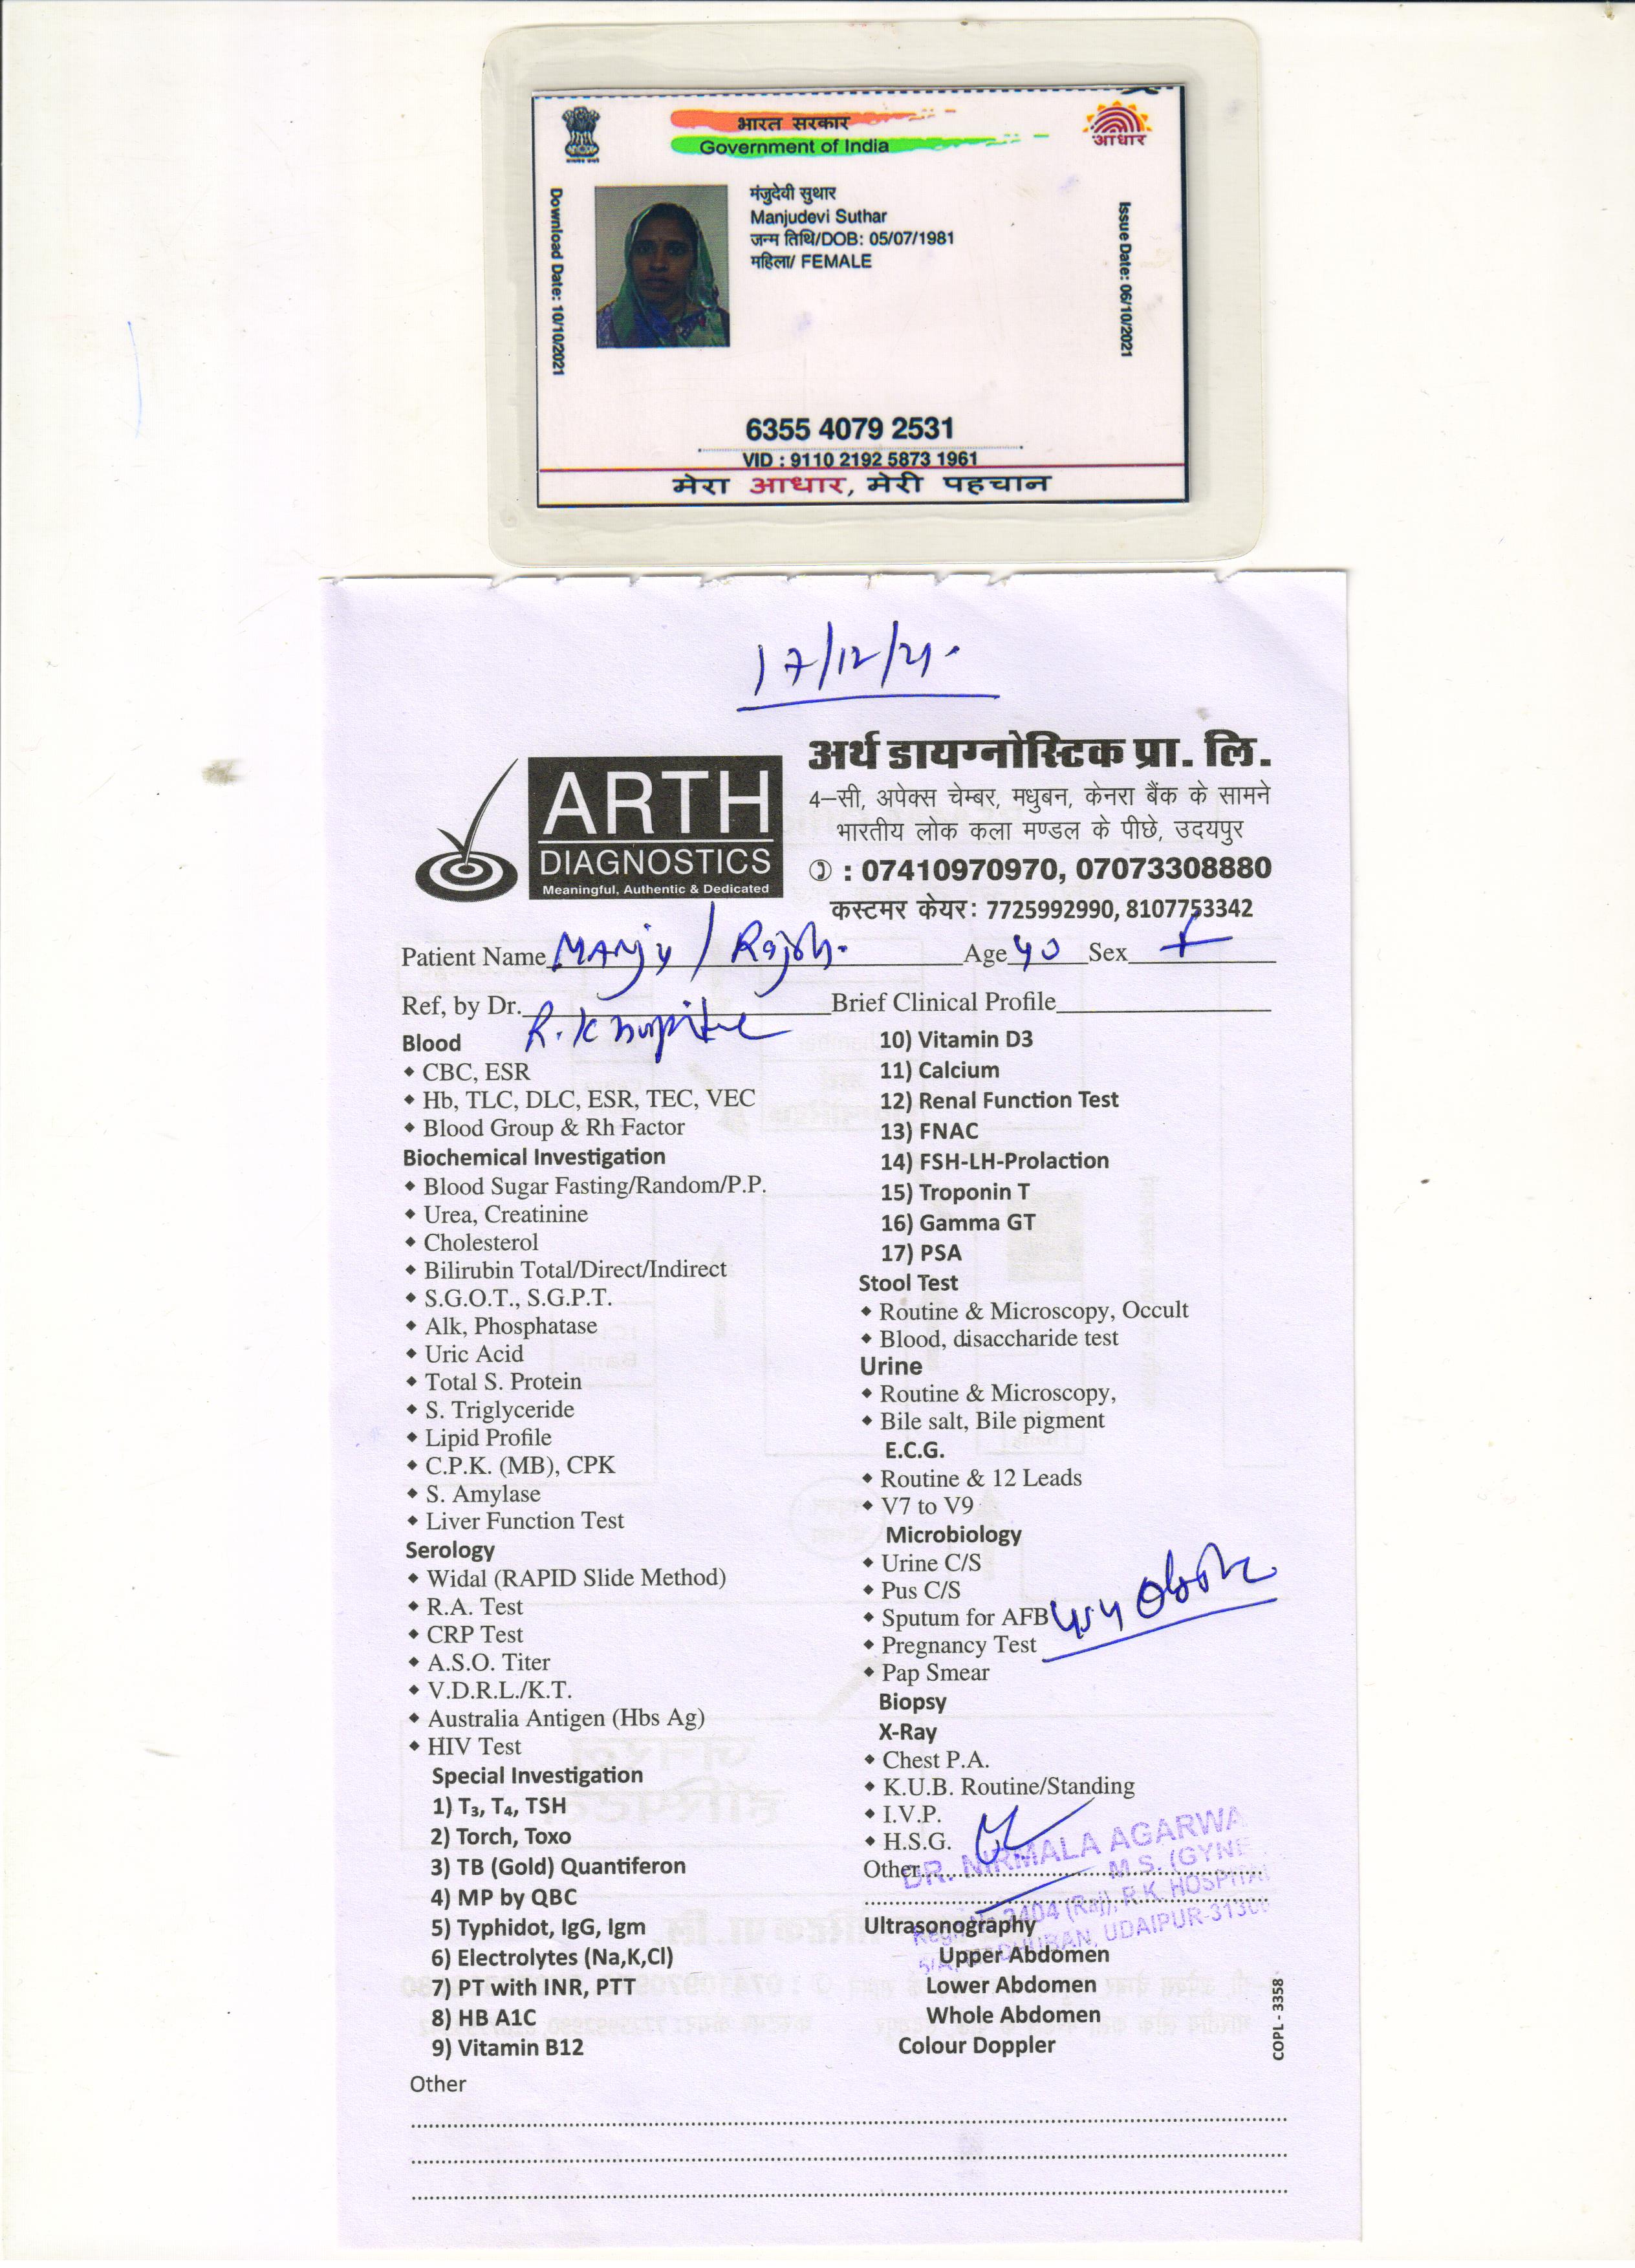 भारत सरकार
Government of India
आधार
Download Date: 10/10/2021
मंजुदेवी सुथार
Manjudevi Suthar
जन्म तिथि/DOB: 05/07/1981
महिला/ FEMALE
Issue Date: 06/10/2021
6355 4079 2531
VID : 9110 2192 5873 1961
मेरा आधार, मेरी पहचान
17/12/21.
ARTH
DIAGNOSTICS
Meaningful, Authentic & Dedicated
अर्थ डायग्नोस्टिक प्रा. लि.
4–सी, अपेक्स चेम्बर, मधुबन, केनरा बैंक के सामने
भारतीय लोक कला मण्डल के पीछे, उदयपुर
: 07410970970, 07073308880
कस्टमर केयर: 7725992990, 8107753342
Patient Name Manju / Age 40 Sex f
Ref, by Dr. R.K Brief Clinical Profile
Blood
CBC, ESR
Hb, TLC, DLC, ESR, TEC, VEC
Blood Group & Rh Factor
Biochemical Investigation
Blood Sugar Fasting/Random/P.P.
Urea, Creatinine
Cholesterol
Bilirubin Total/Direct/Indirect
S.G.O.T., S.G.P.T.
Alk, Phosphatase
Uric Acid
Total S. Protein
S. Triglyceride
Lipid Profile
C.P.K. (MB), CPK
S. Amylase
Liver Function Test
Serology
Widal (RAPID Slide Method)
R.A. Test
CRP Test
A.S.O. Titer
V.D.R.L./K.T.
Australia Antigen (Hbs Ag)
HIV Test
Special Investigation
1) T₃, T₄, TSH
2) Torch, Toxo
3) TB (Gold) Quantiferon
4) MP by QBC
5) Typhidot, IgG, Igm
6) Electrolytes (Na,K,Cl)
7) PT with INR, PTT
8) HB A1C
9) Vitamin B12
10) Vitamin D3
11) Calcium
12) Renal Function Test
13) FNAC
14) FSH-LH-Prolaction
15) Troponin T
16) Gamma GT
17) PSA
Stool Test
Routine & Microscopy, Occult
Blood, disaccharide test
Urine
Routine & Microscopy,
Bile salt, Bile pigment
E.C.G.
Routine & 12 Leads
V7 to V9
Microbiology
Urine C/S
Pus C/S
Sputum for AFB
Pregnancy Test
Pap Smear
Biopsy
X-Ray
Chest P.A.
K.U.B. Routine/Standing
I.V.P.
H.S.G.
Other
DR. NIRMALA AGARWA
M.S. (GYNE
2404 (Raj), R.K. HOSPITAL
UDAIPUR-3130
Ultrasonography
Upper Abdomen
Lower Abdomen
Whole Abdomen
Colour Doppler
COPL - 3358
Other